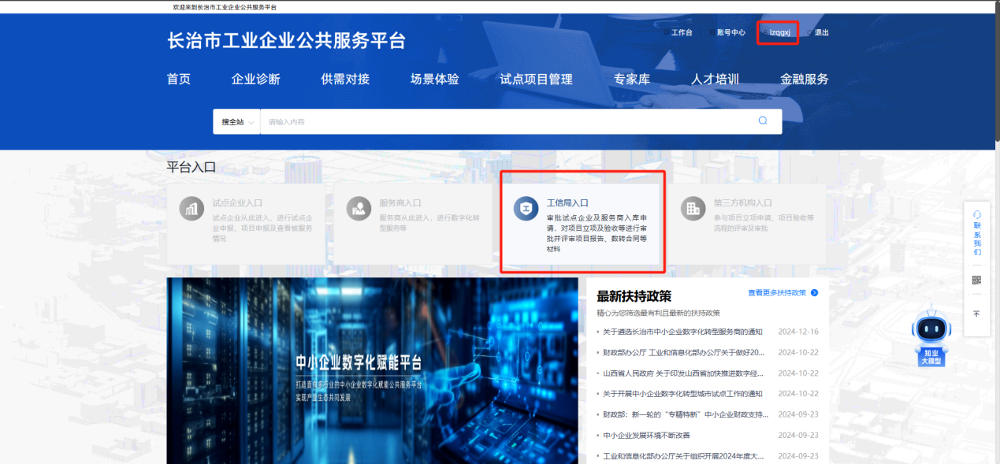 欢迎来到长治市工业企业公共服务平台
长治市工业企业公共服务平台
工作台 账号中心 lzqgxj 退出
首页 企业诊断 供需对接 场景体验 试点项目管理 专家库 人才培训 金融服务
搜全站 请输入内容
平台入口
试点企业入口
试点企业从此进入、进行试点企
业申报、项目申报及查看被服务
情况
服务商入口
服务商从此进入，进行数字化转
型服务等
工信局入口
审批试点企业及服务商入库申
请，对项目立项及验收等进行审
批并评审项目报告、数转合同等
材料
第三方机构入口
参与项目立项申请、项目验收等
流程的评审及审批
联
系
我
们
中小企业数字化赋能平台
打造面向多行业的中小企业数字化赋能公共服务平台
实现产业生态共同发展
最新扶持政策 查看更多扶持政策
精心为您筛选最有利且最新的扶持政策
关于遴选长治市中小企业数字化转型服务商的通知 2024-12-16
财政部办公厅 工业和信息化部办公厅关于做好20... 2024-10-22
山西省人民政府 关于印发山西省加快推进数字经... 2024-10-22
关于开展中小企业数字化转型城市试点工作的通知 2024-10-22
财政部：新一轮的“专精特新”中小企业财政支持... 2024-09-23
中小企业发展环境不断改善 2024-09-23
工业和信息化部办公厅关于组织开展2024年度大... 2024-09-23
知业
大模型